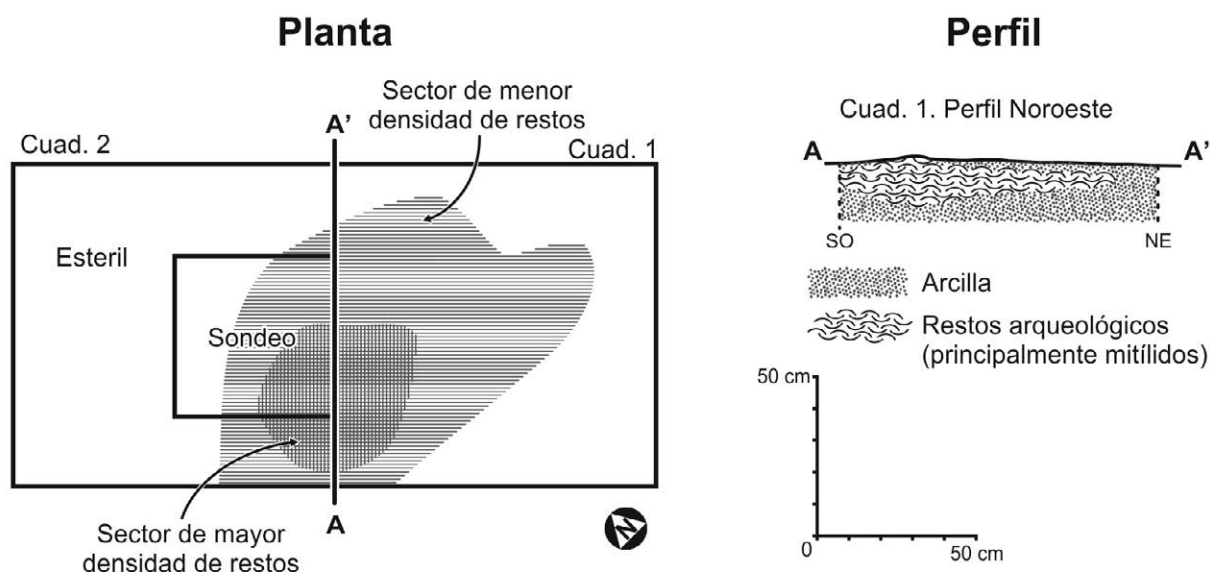 Planta
Sector de menor
densidad de restos
A'
Cuad. 2
Cuad. 1
Esteril
Sondeo
A
Sector de mayor
densidad de restos
N
Perfil
Cuad. 1. Perfil Noroeste
A
A'
SO
NE
Arcilla
Restos arqueológicos
(principalmente mitílidos)
50 cm
0
50 cm